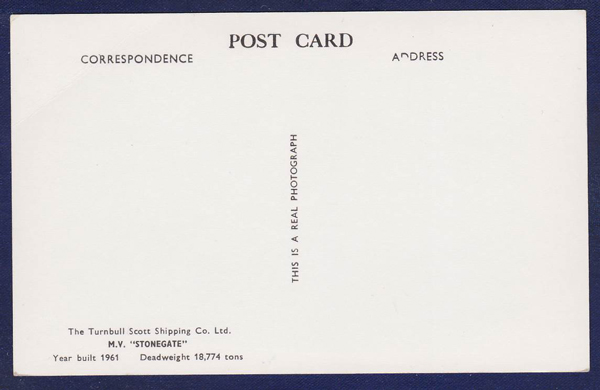 POST CARD
CORRESPONDENCE
ADDRESS
THIS IS A REAL PHOTOGRAPH
The Turnbull Scott Shipping Co. Ltd.
M.V. "STONEGATE"
Year built 1961 Deadweight 18,774 tons